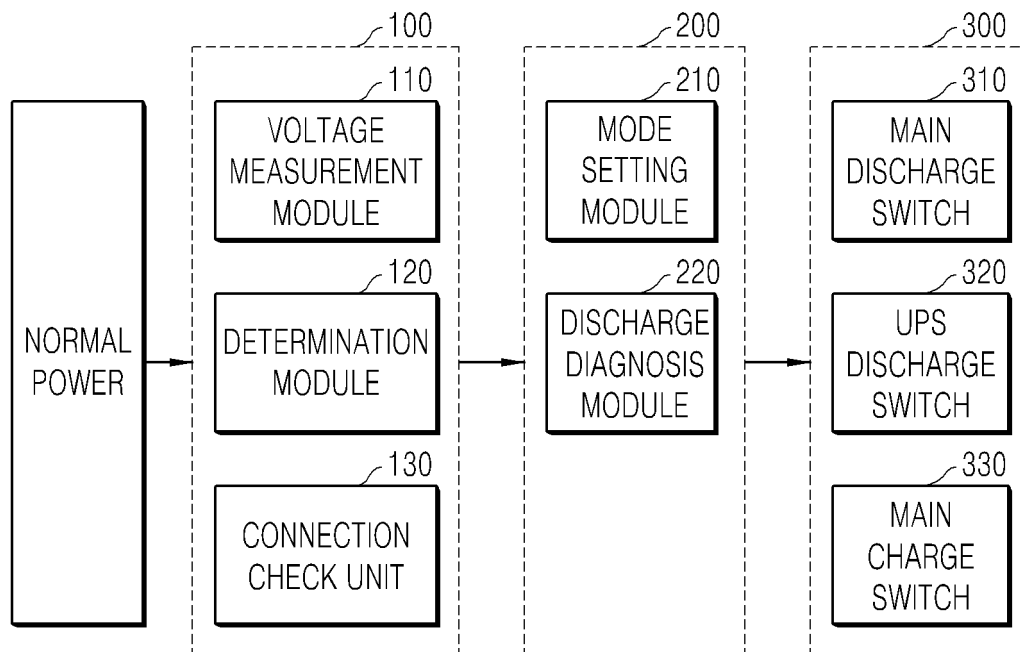 100
200
300
110
VOLTAGE
MEASUREMENT
MODULE
210
MODE
SETTING
MODULE
310
MAIN
DISCHARGE
SWITCH
NORMAL
POWER
120
DETERMINATION
MODULE
220
DISCHARGE
DIAGNOSIS
MODULE
320
UPS
DISCHARGE
SWITCH
130
CONNECTION
CHECK UNIT
330
MAIN
CHARGE
SWITCH